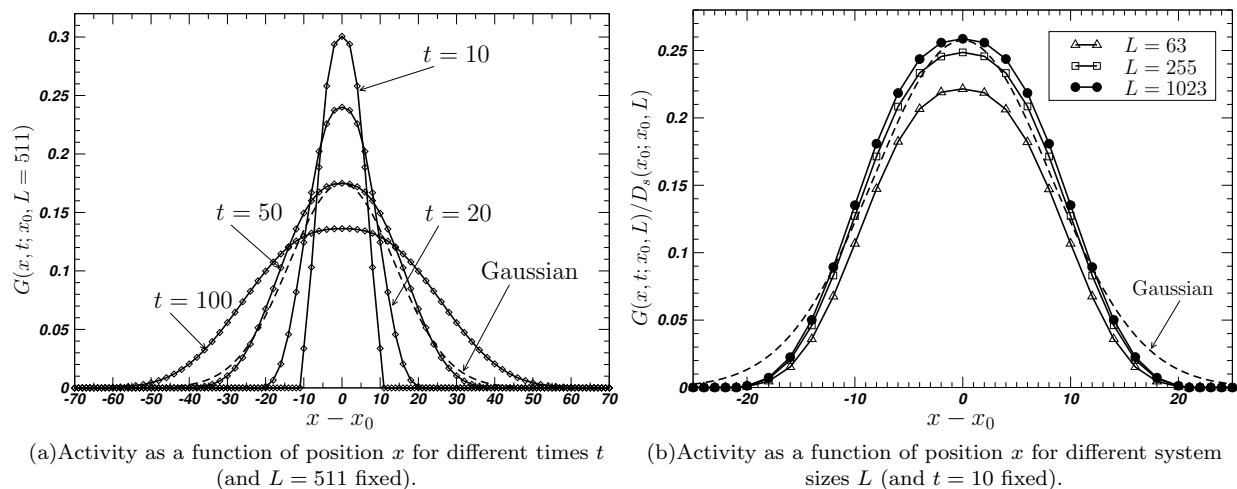 G(x, t; x₀, L = 511)
0.3
0.25
0.2
0.15
0.1
0.05
0
t = 10
t = 50
t = 20
Gaussian
t = 100
-70 -60 -50 -40 -30 -20 -10 0 10 20 30 40 50 60 70
x − x₀
(a)Activity as a function of position x for different times t
(and L = 511 fixed).
G(x, t; x₀, L)/D_s(x₀; x₀, L)
0.25
0.2
0.15
0.1
0.05
0
L = 63
L = 255
L = 1023
Gaussian
-20 -10 0 10 20
x − x₀
(b)Activity as a function of position x for different system
sizes L (and t = 10 fixed).